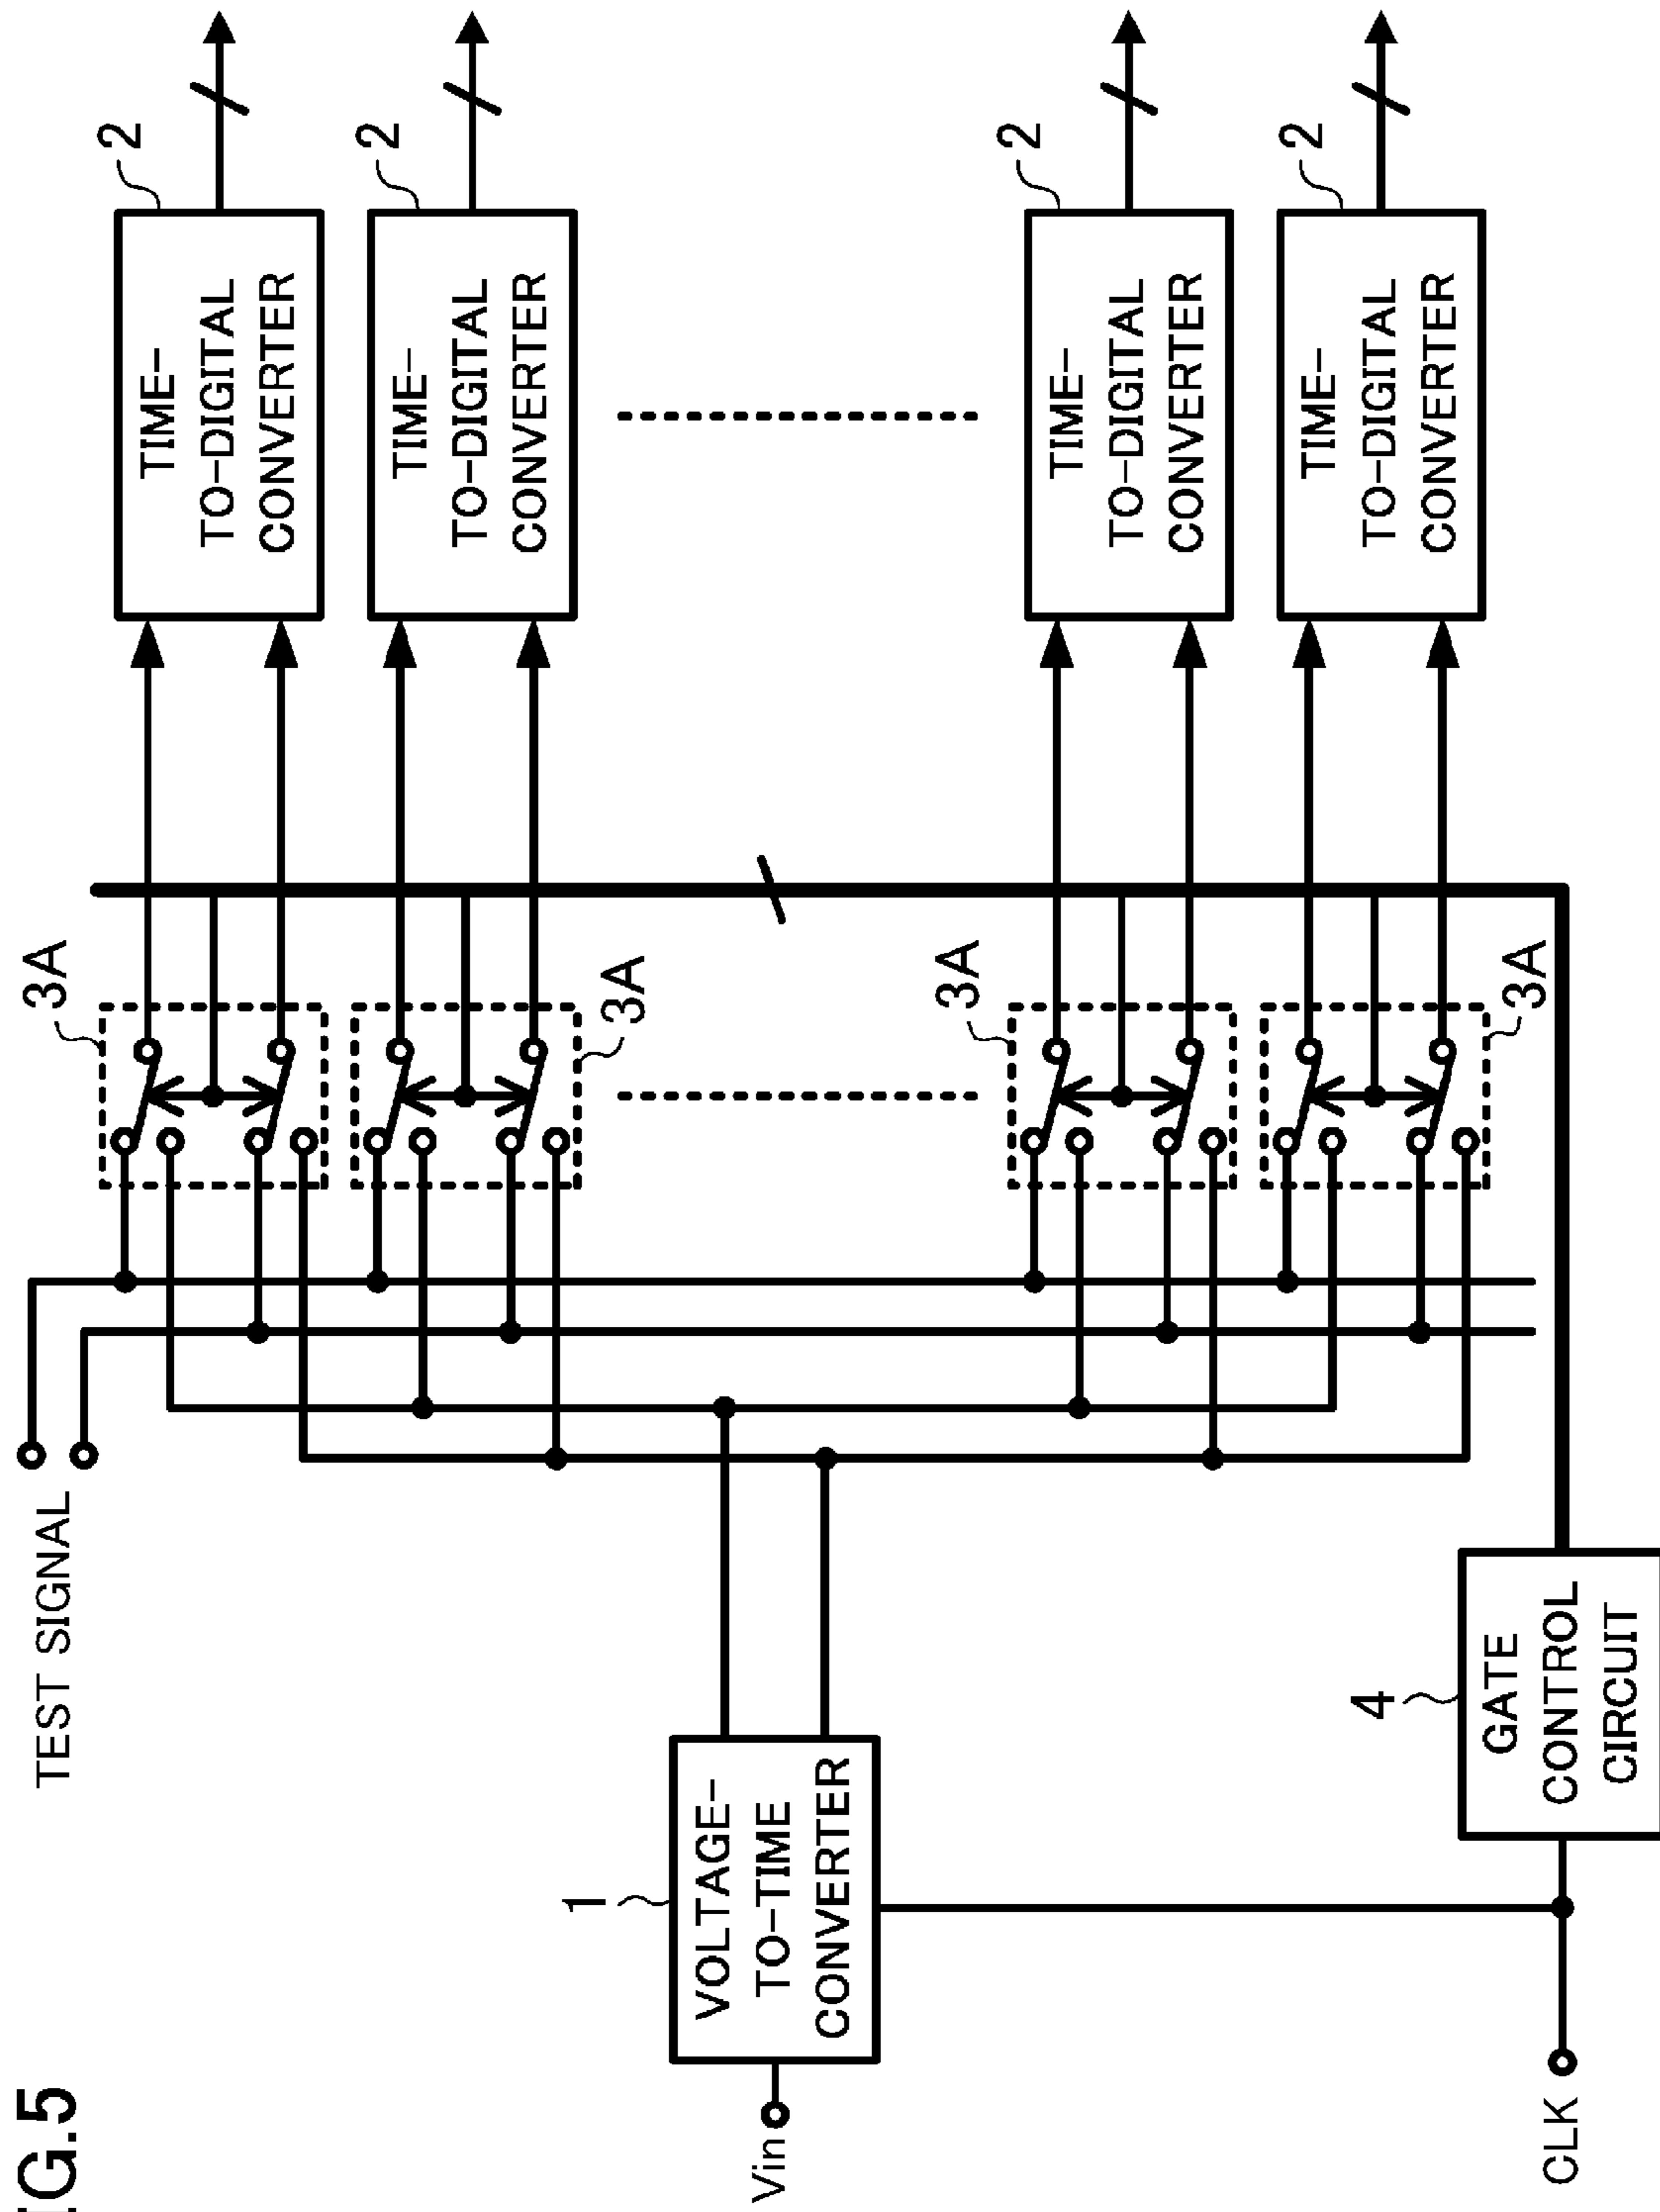 IG.5
TEST SIGNAL
3A
2
TIME-
TO-DIGITAL
CONVERTER
2
TIME-
TO-DIGITAL
CONVERTER
3A
1
VOLTAGE-
TO-TIME
CONVERTER
Vin
3A
2
TIME-
TO-DIGITAL
CONVERTER
2
TIME-
TO-DIGITAL
CONVERTER
3A
4
GATE
CONTROL
CIRCUIT
CLK